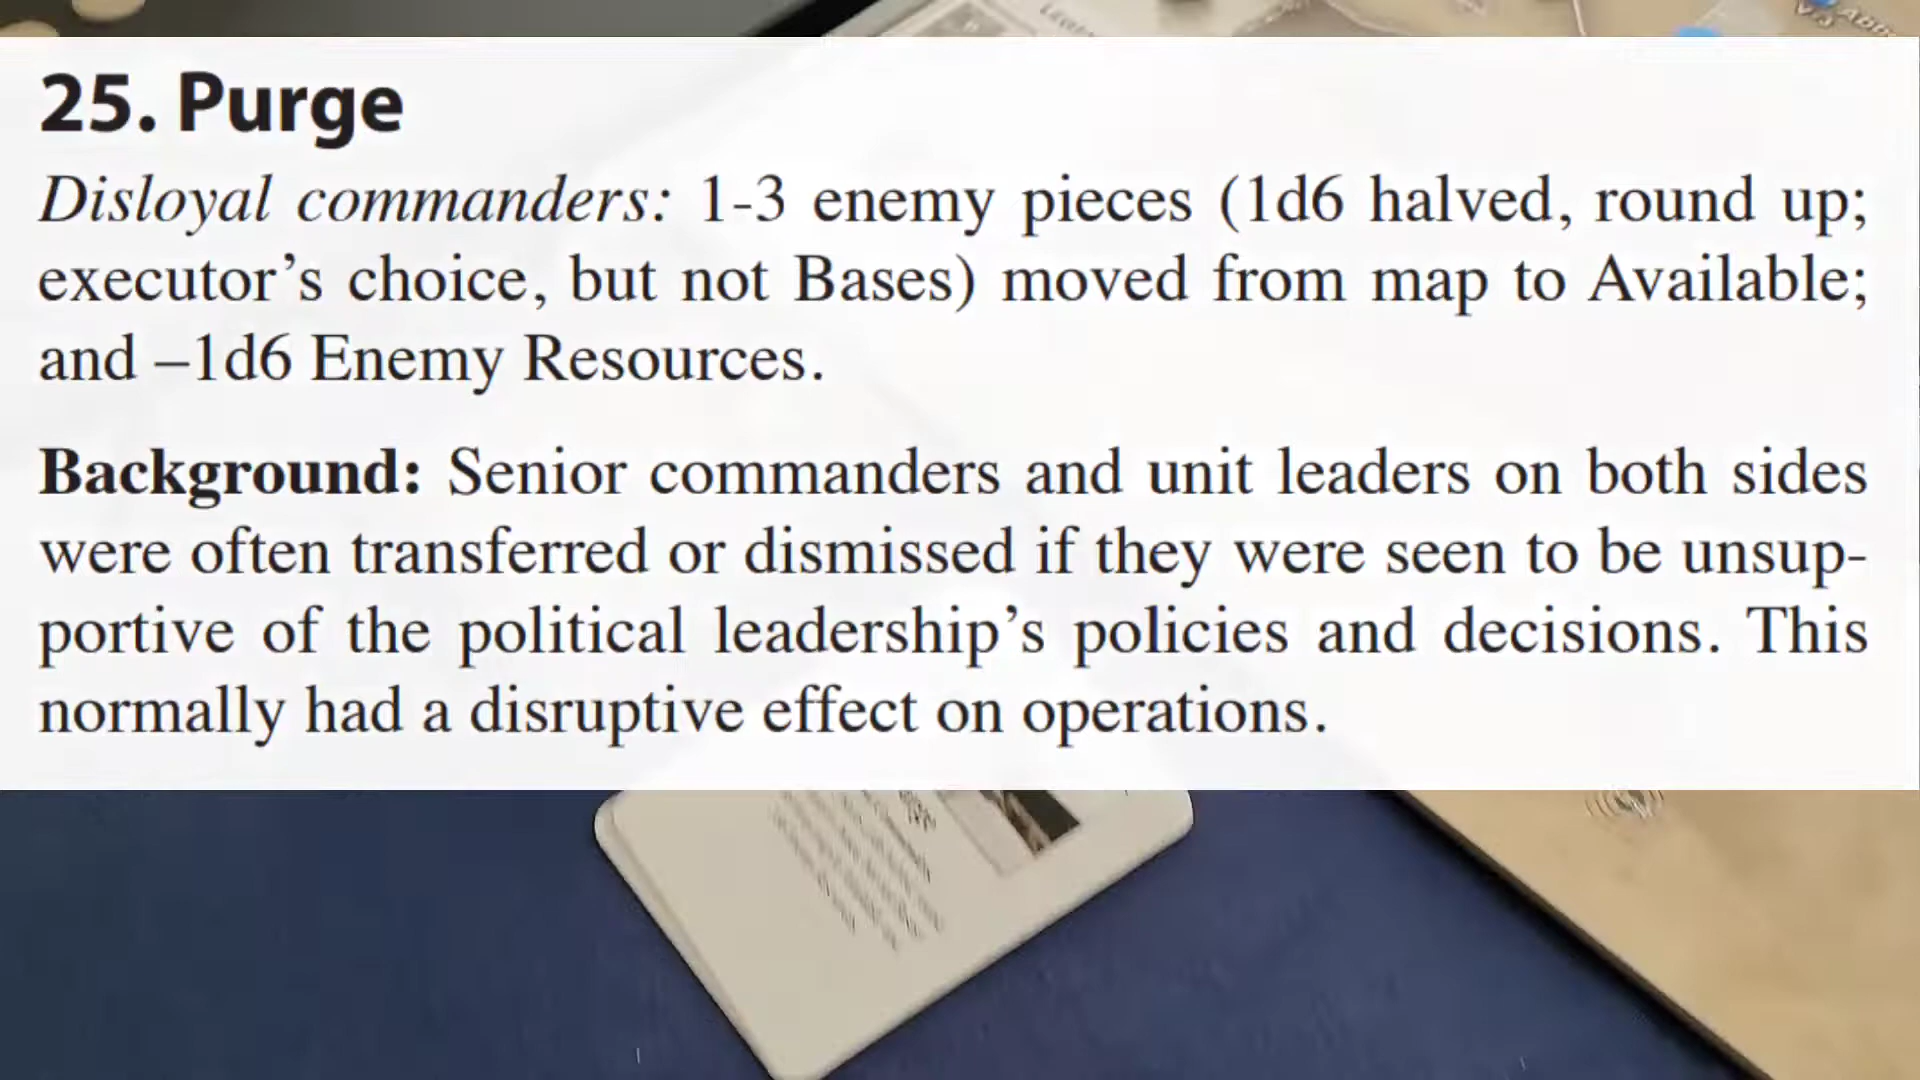 25. Purge
Disloyal commanders: 1-3 enemy pieces (1d6 halved, round up;
executor’s choice, but not Bases) moved from map to Available;
and –1d6 Enemy Resources.
Background: Senior commanders and unit leaders on both sides
were often transferred or dismissed if they were seen to be unsup-
portive of the political leadership’s policies and decisions. This
normally had a disruptive effect on operations.